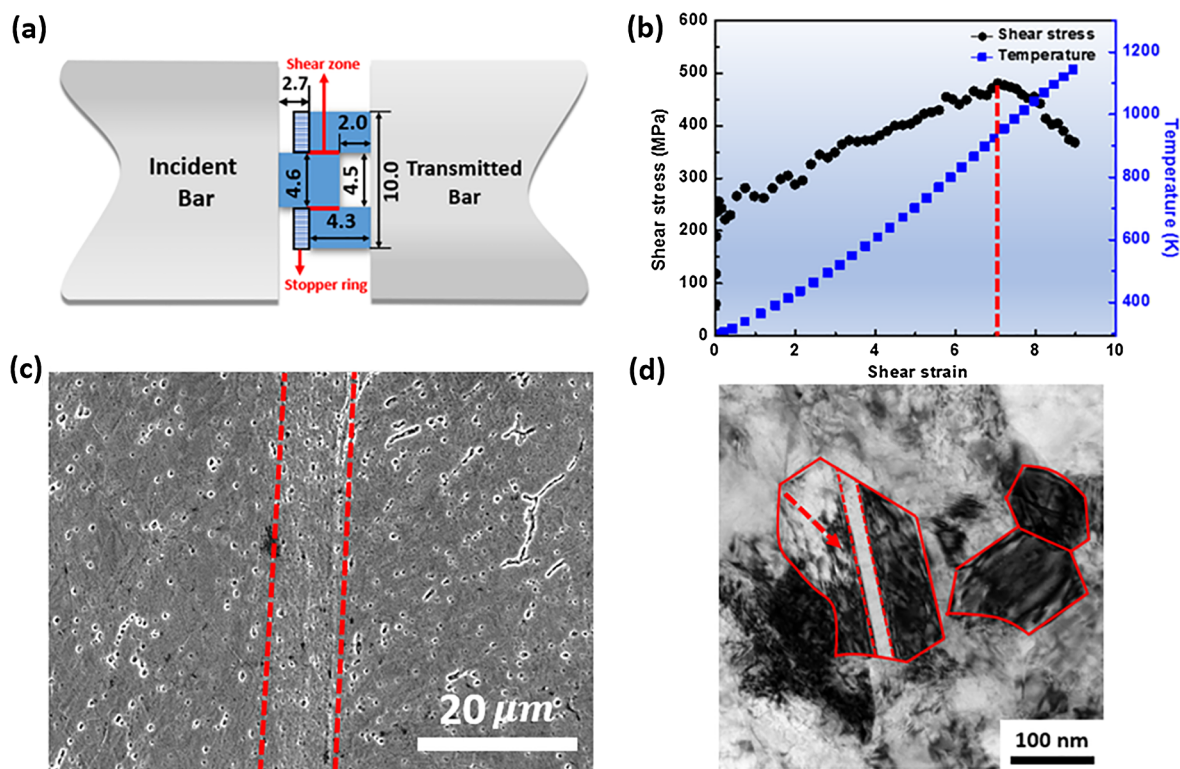 (a)
Shear zone
2.7
2.0
Incident
Bar
4.6
4.5
10.0
Transmitted
Bar
4.3
Stopper ring
(b)
600
500
400
300
200
100
0
Shear stress (MPa)
Shear stress
Temperature
1200
1000
800
600
400
Temperature (K)
0
2
4
6
8
10
Shear strain
(c)
20 μm
(d)
100 nm